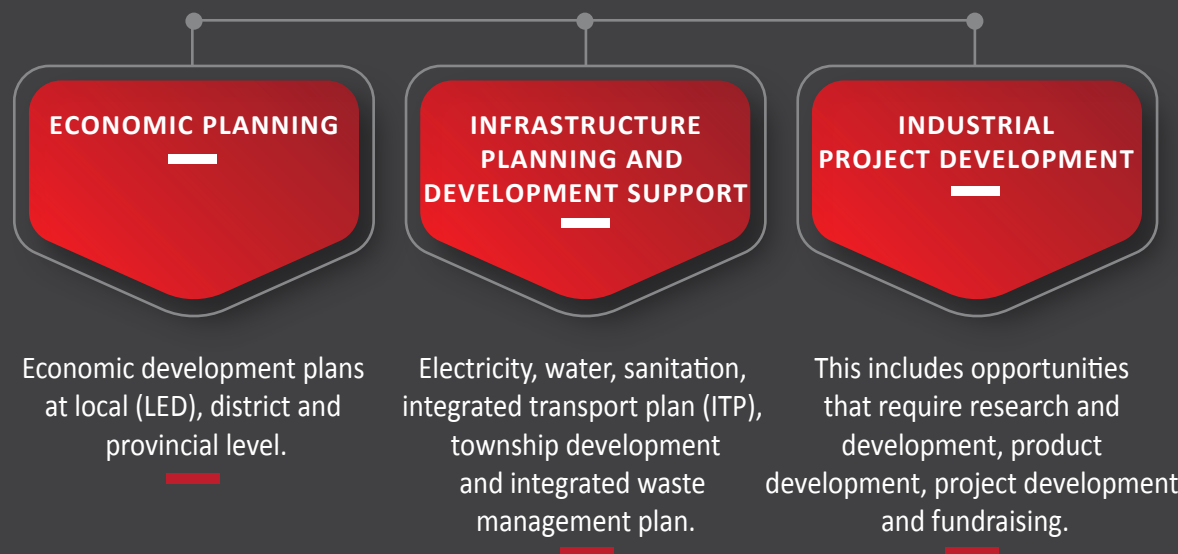 ECONOMIC PLANNING
Economic development plans
at local (LED), district and
provincial level.
INFRASTRUCTURE
PLANNING AND
DEVELOPMENT SUPPORT
Electricity, water, sanitation,
integrated transport plan (ITP),
township development
and integrated waste
management plan.
INDUSTRIAL
PROJECT DEVELOPMENT
This includes opportunities
that require research and
development, product
development, project development
and fundraising.